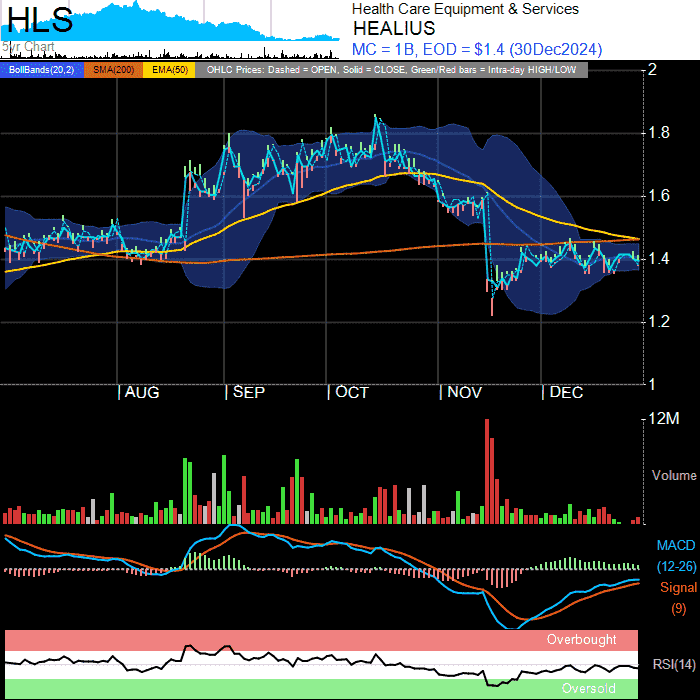 HLS
5yr Chart
Health Care Equipment & Services
HEALIUS
MC = 1B, EOD = $1.4 (30Dec2024)
BollBands(20,2) SMA(200) EMA(50) OHLC Prices: Dashed = OPEN, Solid = CLOSE, Green/Red bars = Intra-day HIGH/LOW
2
1.8
1.6
1.4
1.2
1
AUG SEP OCT NOV DEC
12M
Volume
MACD
(12-26)
Signal
(9)
Overbought
RSI(14)
Oversold